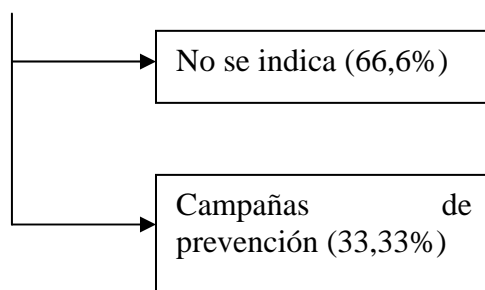 No se indica (66,6%)
Campañas de
prevención (33,33%)